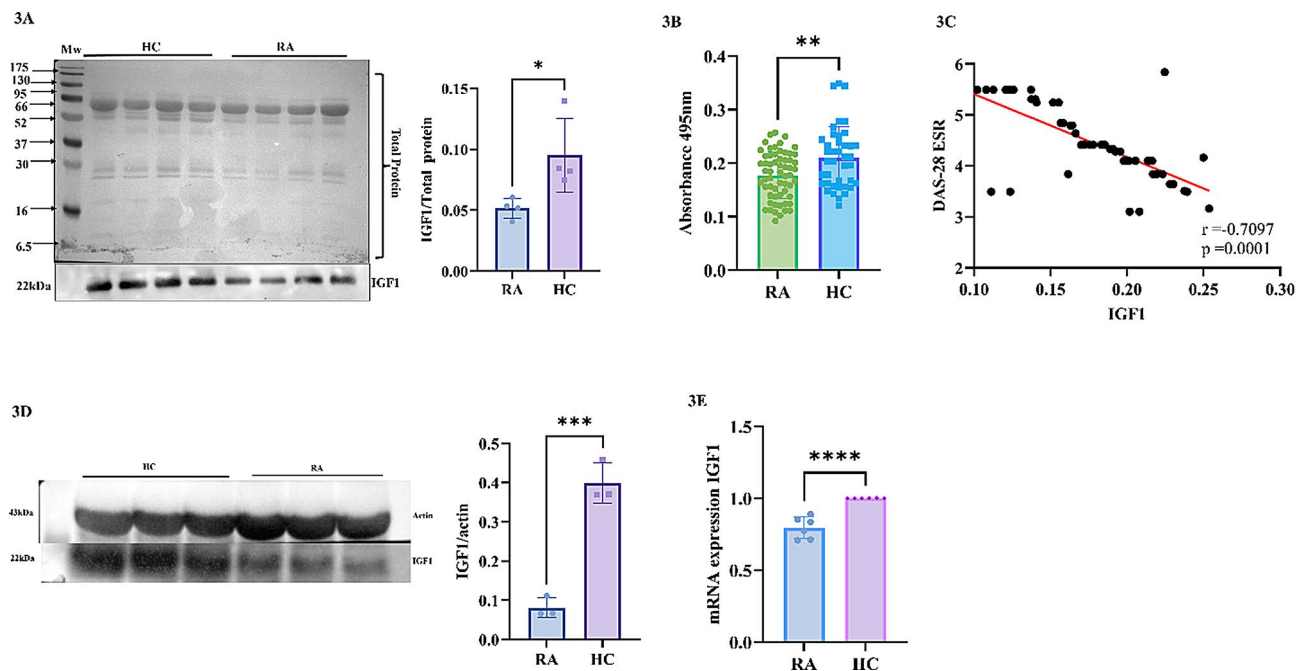 3A
Mw
HC
RA
175
130
95
66
52
37
30
16
6.5
Total Protein
22kDa
IGF1
*
IGF1/Total protein
0.15
0.10
0.05
0.00
RA
HC
3B
**
Absorbance 495nm
0.4
0.3
0.2
0.1
0.0
RA
HC
3C
DAS-28 ESR
6
5
4
3
2
r =-0.7097
p =0.0001
0.10
0.15
0.20
0.25
0.30
IGF1
3D
HC
RA
43kDa
Actin
22kDa
IGF1
***
IGF1/actin
0.5
0.4
0.3
0.2
0.1
0.0
RA
HC
3E
****
mRNA expression IGF1
1.5
1.0
0.5
0.0
RA
HC